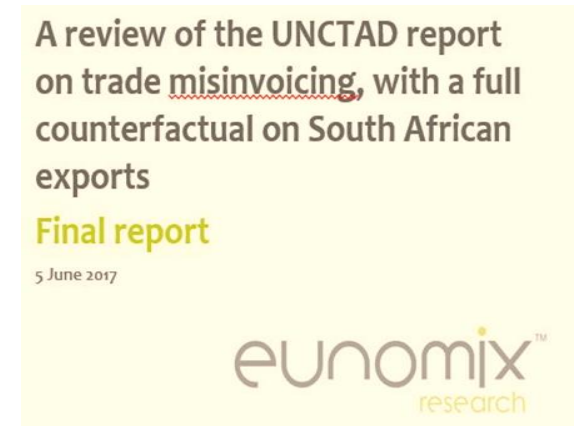 A review of the UNCTAD report
on trade misinvoicing, with a full
counterfactual on South African
exports
Final report
5 June 2017
eunomix™
research